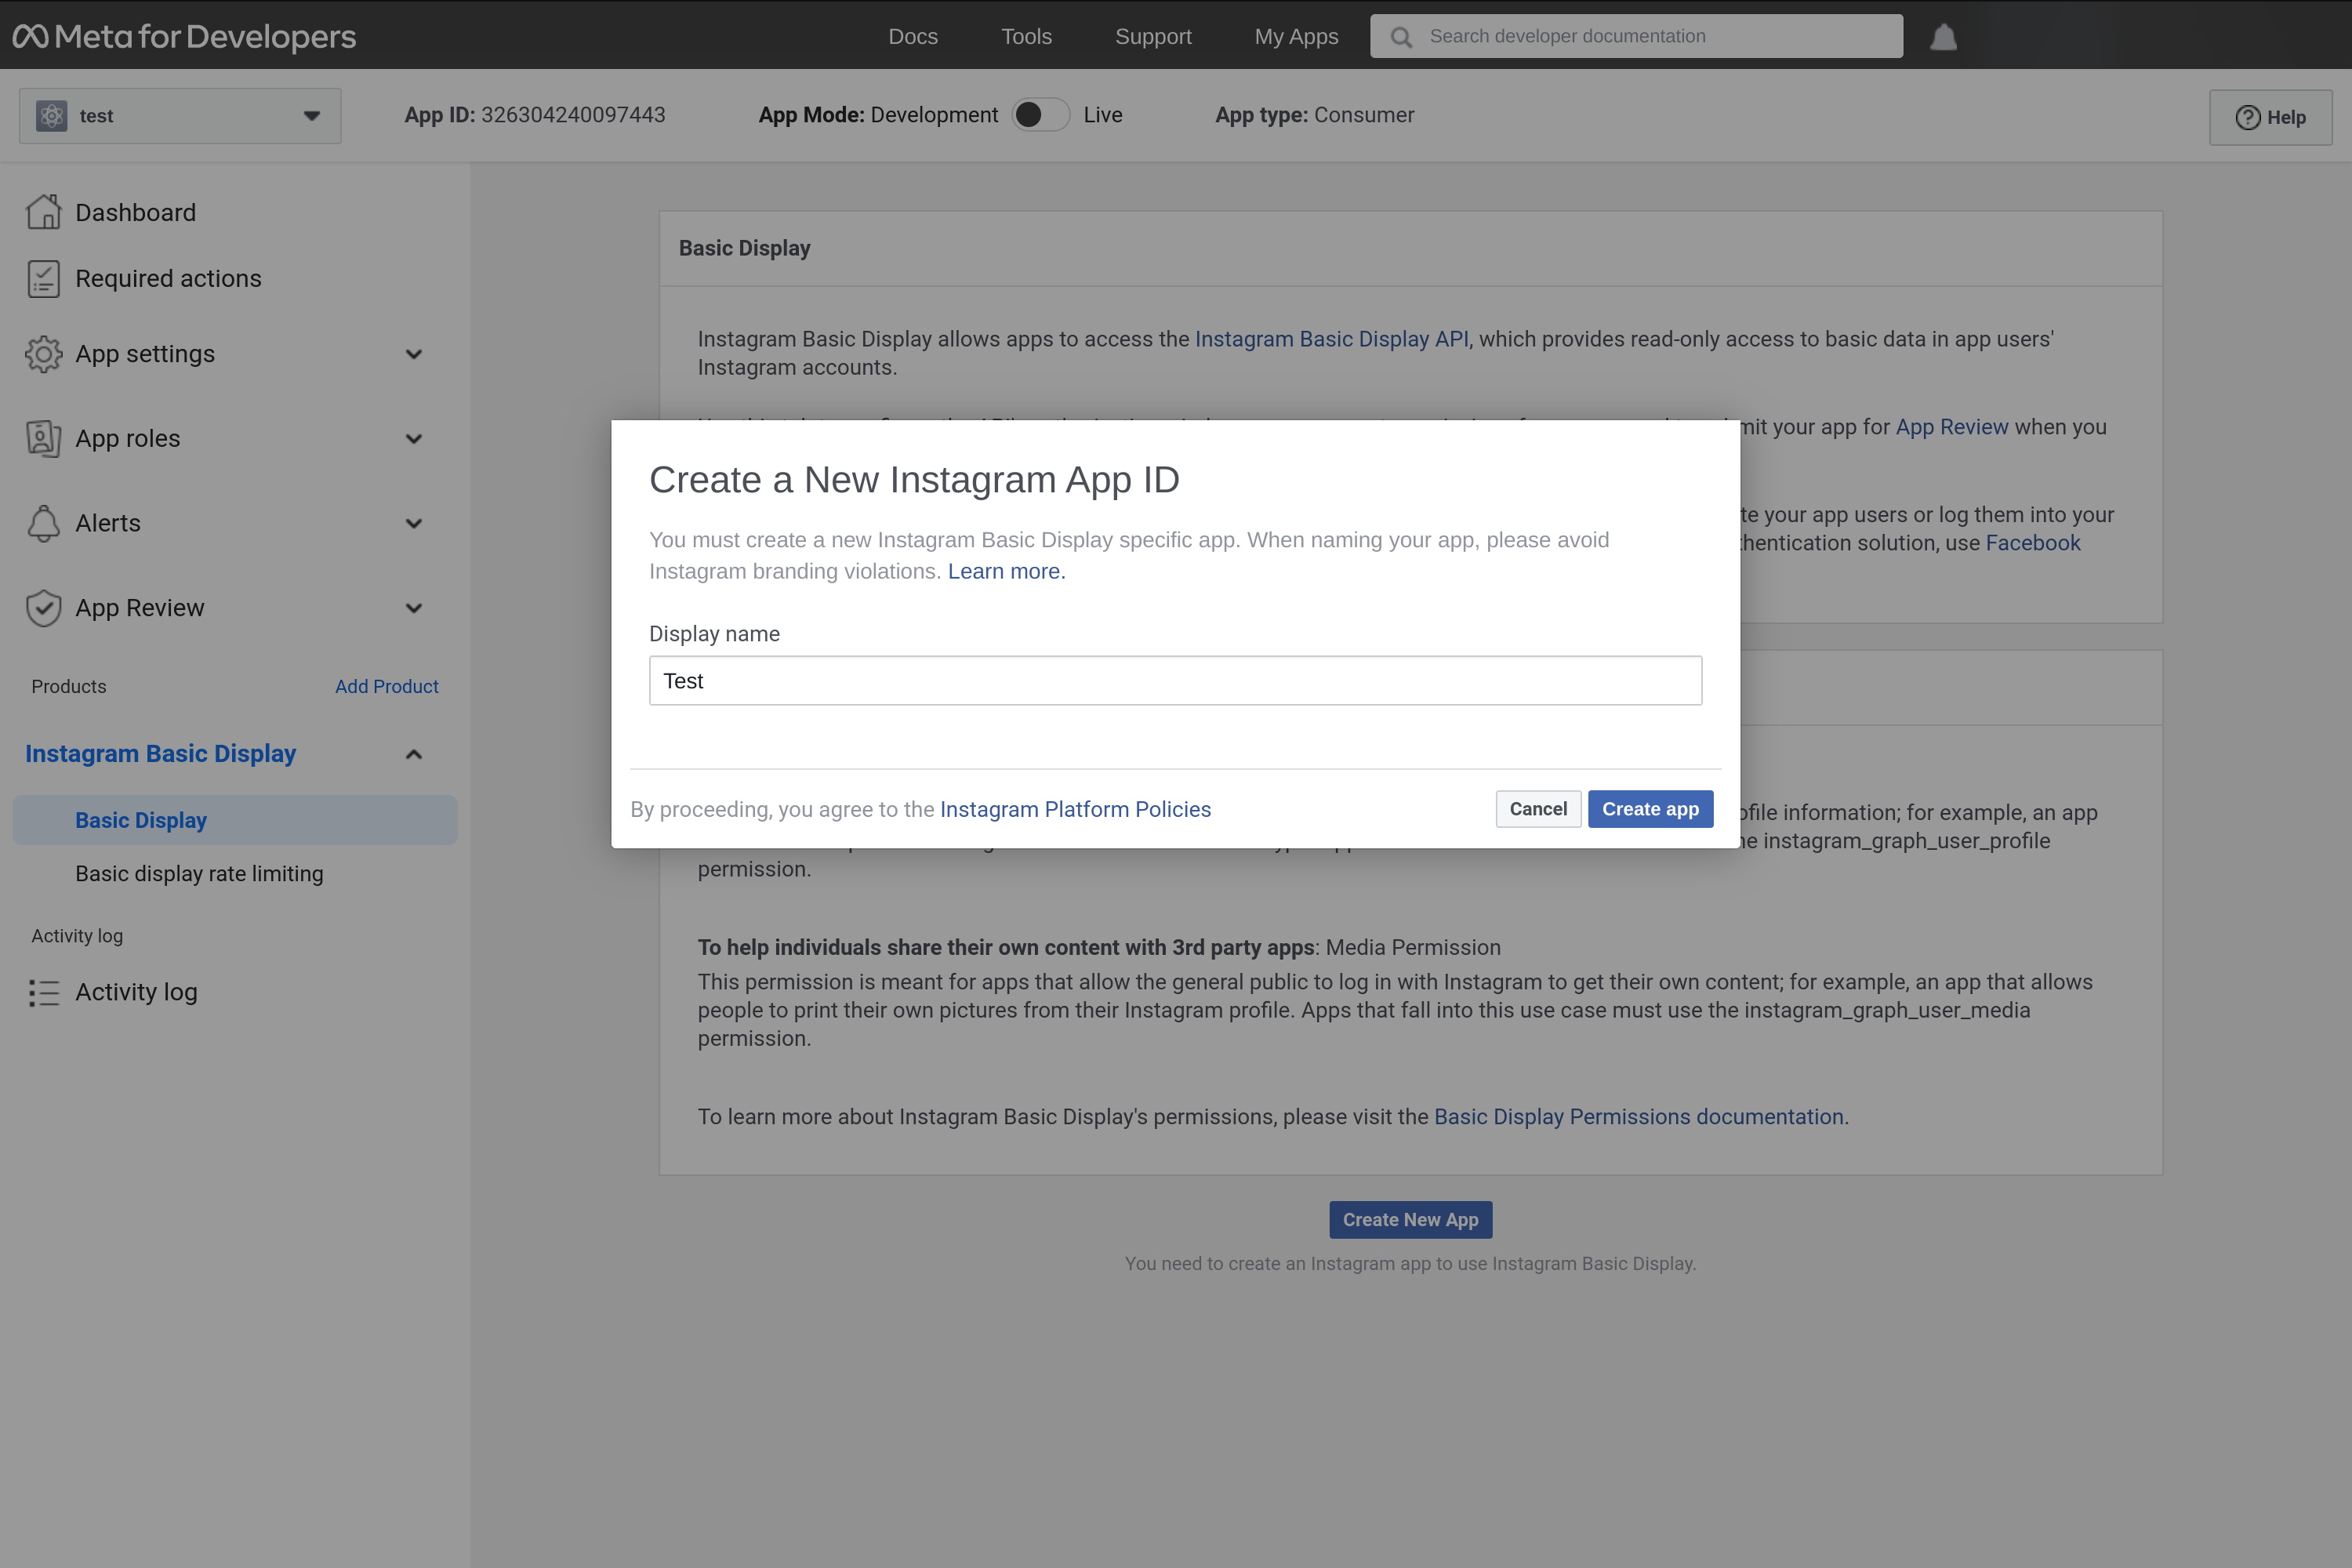 Meta for Developers
Docs
Tools
Support
My Apps
Search developer documentation
test
App ID: 326304240097443
App Mode: Development
Live
App type: Consumer
Help
Dashboard
Required actions
App settings
App roles
Alerts
App Review
Products
Add Product
Instagram Basic Display
Basic Display
Basic display rate limiting
Activity log
Activity log
Basic Display
Instagram Basic Display allows apps to access the Instagram Basic Display API, which provides read-only access to basic data in app users'
Instagram accounts.
your app for App Review when you
your app users or log them into your
solution, use Facebook
Create a New Instagram App ID
You must create a new Instagram Basic Display specific app. When naming your app, please avoid
Instagram branding violations. Learn more.
Display name
Test
By proceeding, you agree to the Instagram Platform Policies
Cancel
Create app
information; for example, an app
instagram_graph_user_profile
permission.
To help individuals share their own content with 3rd party apps: Media Permission
This permission is meant for apps that allow the general public to log in with Instagram to get their own content; for example, an app that allows
people to print their own pictures from their Instagram profile. Apps that fall into this use case must use the instagram_graph_user_media
permission.
To learn more about Instagram Basic Display's permissions, please visit the Basic Display Permissions documentation.
Create New App
You need to create an Instagram app to use Instagram Basic Display.